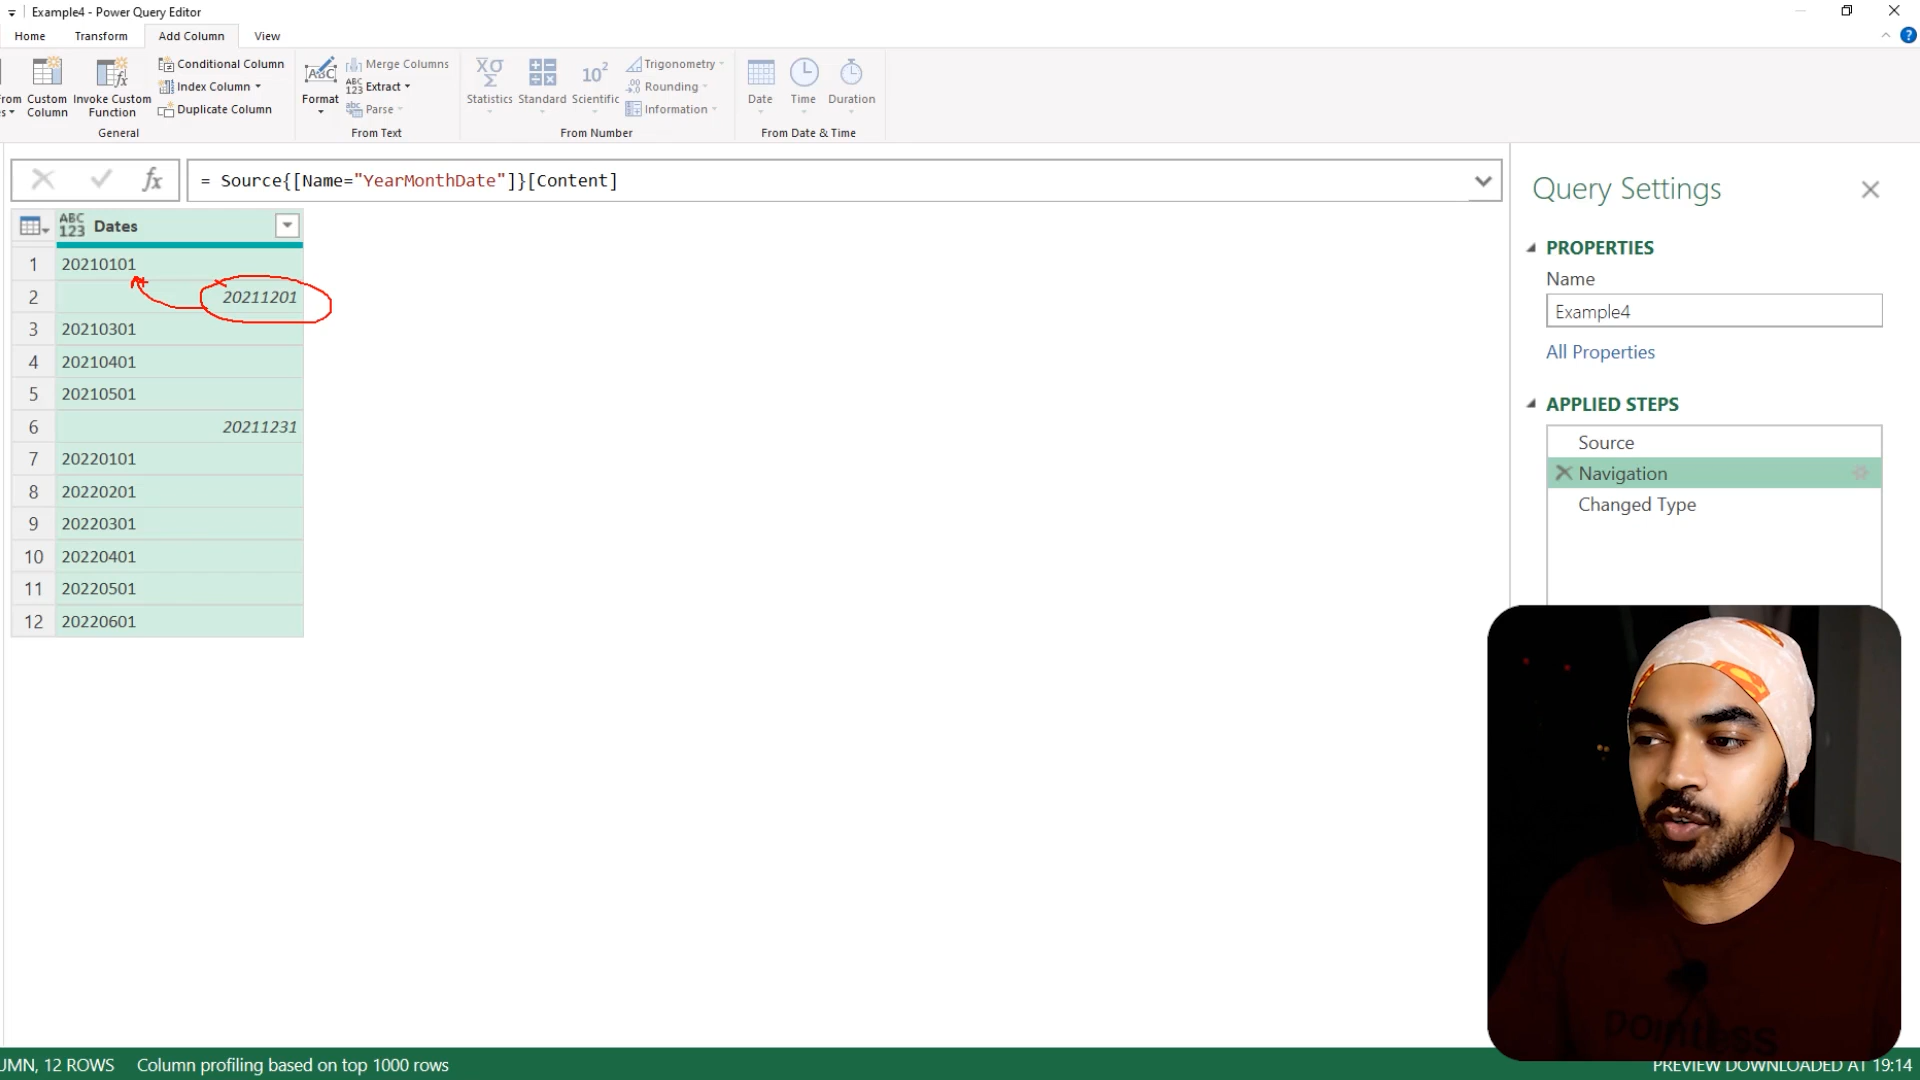 Example4 - Power Query Editor
Home Transform Add Column View
Custom Column
Invoke Custom Function
Conditional Column
Index Column
Duplicate Column
General
Format
Merge Columns
Extract
Parse
From Text
Statistics
Standard
Scientific
Trigonometry
Rounding
Information
From Number
Date
Time
Duration
From Date & Time
fx = Source{[Name="YearMonthDate"]}[Content]
ABC 123 Dates
1 20210101
2 20211201
3 20210301
4 20210401
5 20210501
6 20211231
7 20220101
8 20220201
9 20220301
10 20220401
11 20220501
12 20220601
Query Settings
PROPERTIES
Name
Example4
All Properties
APPLIED STEPS
Source
Navigation
Changed Type
pointless
UMN, 12 ROWS Column profiling based on top 1000 rows
PREVIEW DOWNLOADED AT 19:14